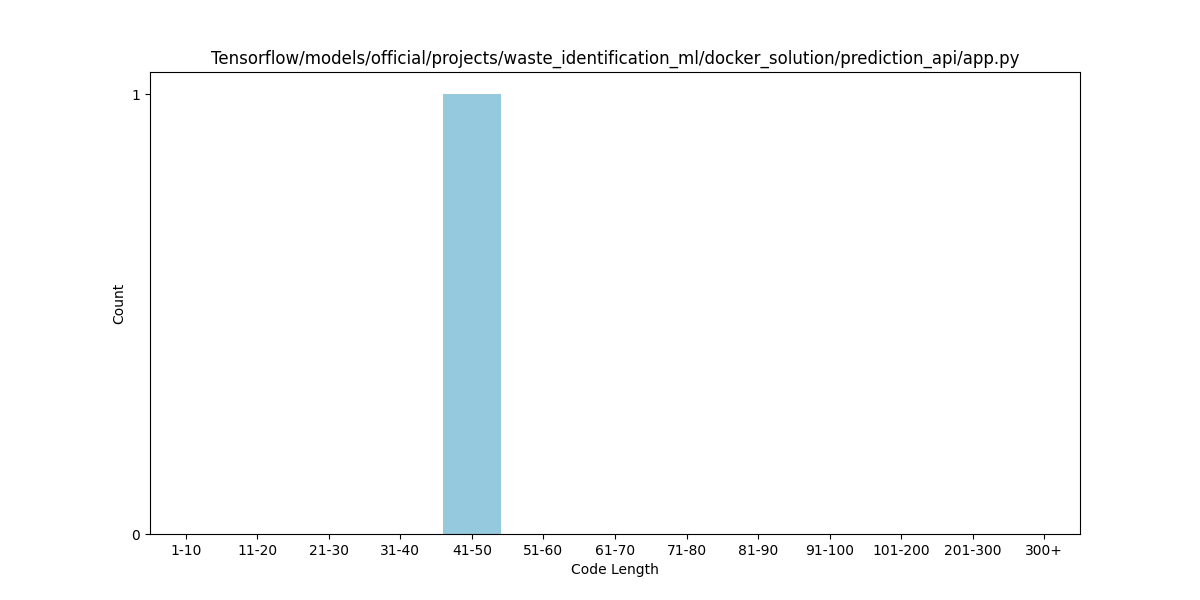 Tensorflow/models/official/projects/waste_identification_ml/docker_solution/prediction_api/app.py
Count
1
0
1-10 11-20 21-30 31-40 41-50 51-60 61-70 71-80 81-90 91-100 101-200 201-300 300+
Code Length